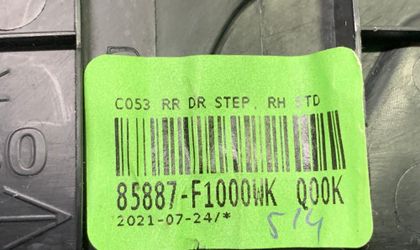 C053 RR DR STEP, RH STD
85887-F1000WK Q00K
2021-07-24/*
514